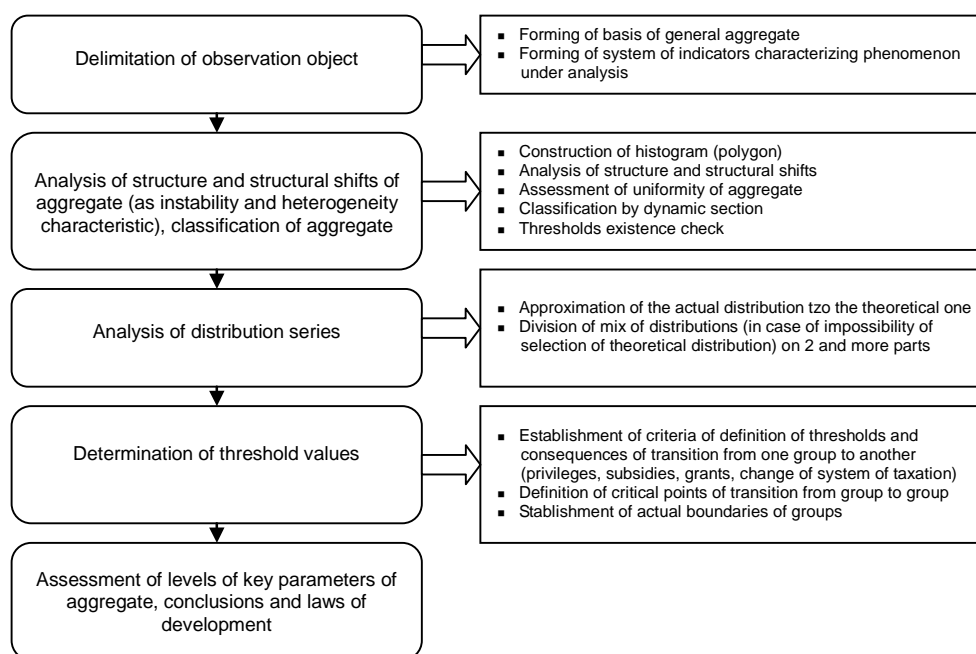 Delimitation of observation object
▪ Forming of basis of general aggregate
▪ Forming of system of indicators characterizing phenomenon
under analysis
Analysis of structure and structural shifts of
aggregate (as instability and heterogeneity
characteristic), classification of aggregate
▪ Construction of histogram (polygon)
▪ Analysis of structure and structural shifts
▪ Assessment of uniformity of aggregate
▪ Classification by dynamic section
▪ Thresholds existence check
Analysis of distribution series
▪ Approximation of the actual distribution tzo the theoretical one
▪ Division of mix of distributions (in case of impossibility of
selection of theoretical distribution) on 2 and more parts
Determination of threshold values
▪ Establishment of criteria of definition of thresholds and
consequences of transition from one group to another
(privileges, subsidies, grants, change of system of taxation)
▪ Definition of critical points of transition from group to group
▪ Stablishment of actual boundaries of groups
Assessment of levels of key parameters of
aggregate, conclusions and laws of
development